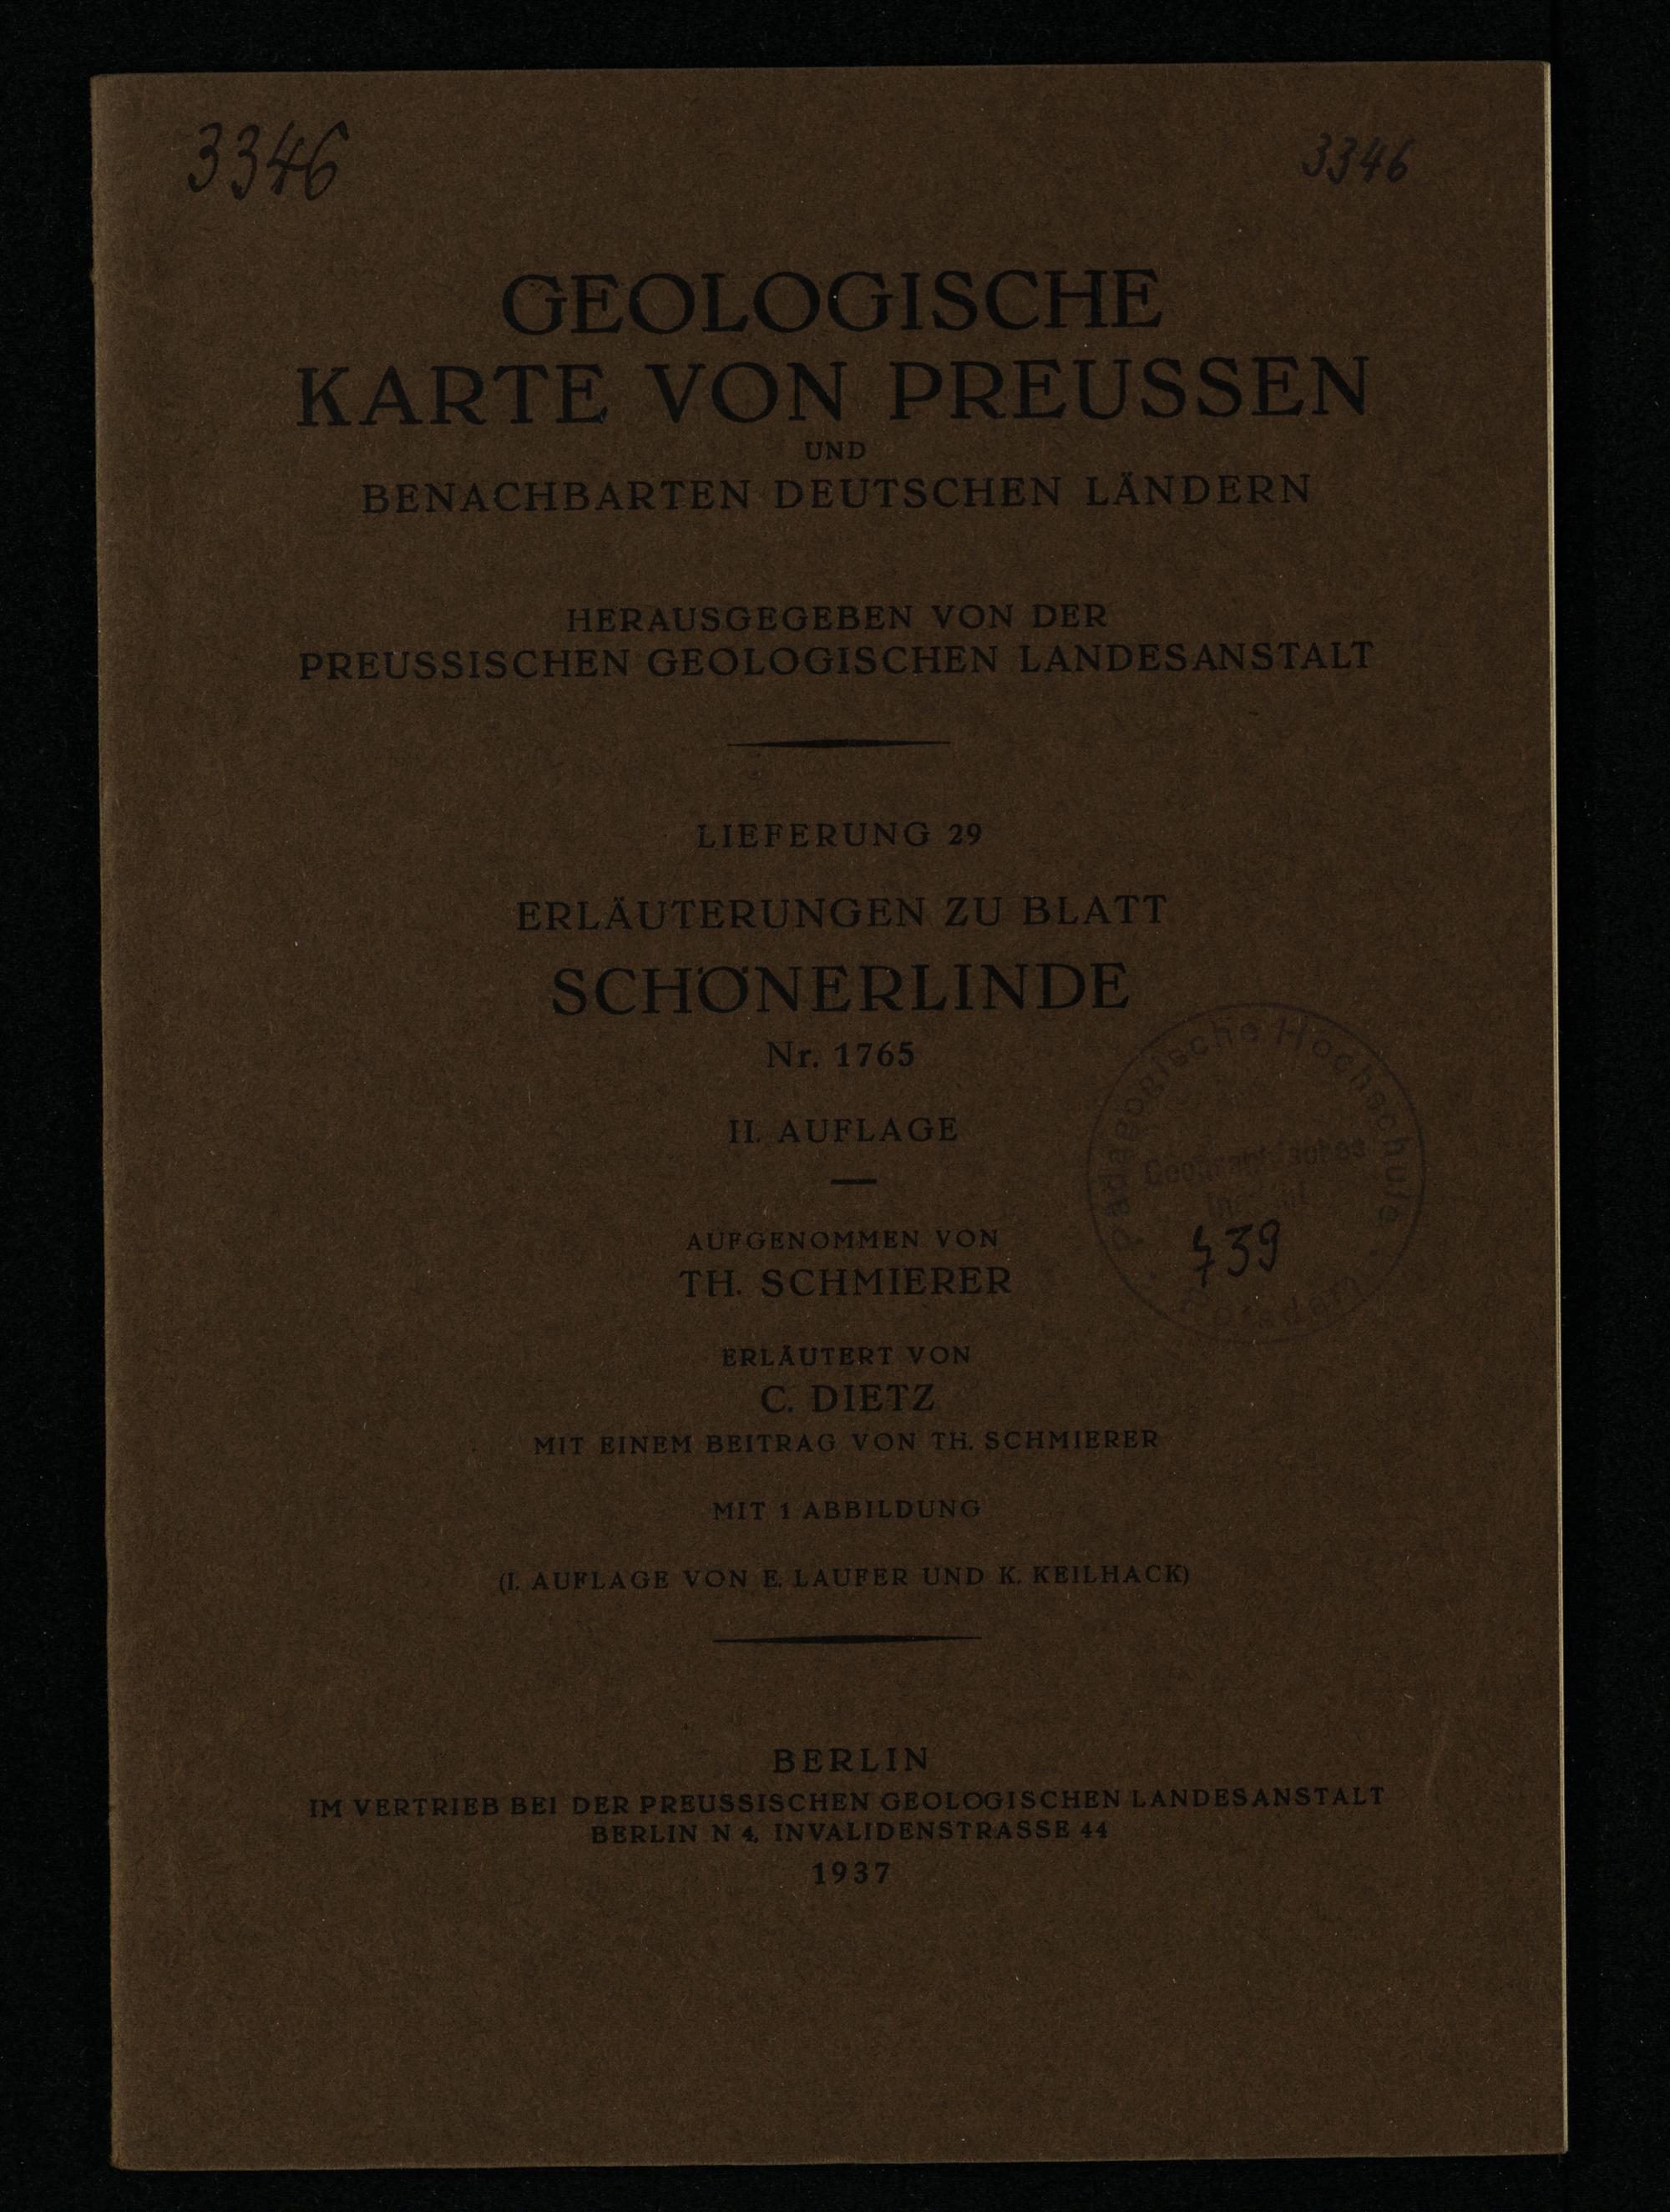 3346
3346
GEOLOGISCHE
KARTE VON PREUSSEN
UND
BENACHBARTEN DEUTSCHEN LÄNDERN
HERAUSGEGEBEN VON DER
PREUSSISCHEN GEOLOGISCHEN LANDESANSTALT
LIEFERUNG 29
ERLÄUTERUNGEN ZU BLATT
SCHÖNERLINDE
Nr. 1765
II. AUFLAGE
AUFGENOMMEN VON
TH. SCHMIERER
ERLÄUTERT VON
C. DIETZ
MIT EINEM BEITRAG VON TH. SCHMIERER
MIT 1 ABBILDUNG
(I. AUFLAGE VON E. LAUFER UND K. KEILHACK)
Pädagogische Hochschule
Geographisches
739
Potsdam
BERLIN
IM VERTRIEB BEI DER PREUSSISCHEN GEOLOGISCHEN LANDESANSTALT
BERLIN N 4, INVALIDENSTRASSE 44
1937